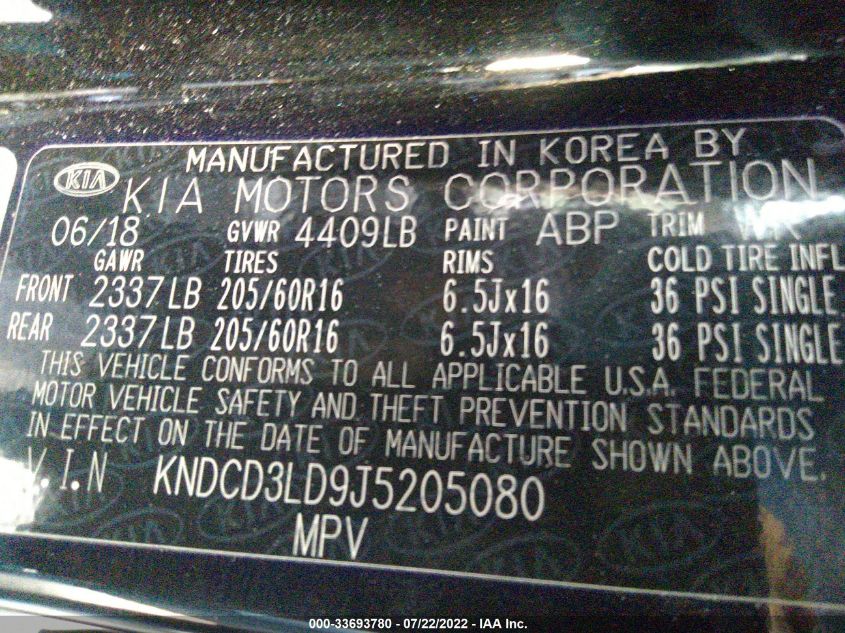 MANUFACTURED IN KOREA BY
KIA KIA MOTORS CORPORATION
06/18 GVWR 4409LB PAINT ABP TRIM WK
GAWR TIRES RIMS COLD TIRE INFL
FRONT 2337LB 205/60R16 6.5Jx16 36 PSI SINGLE
REAR 2337LB 205/60R16 6.5Jx16 36 PSI SINGLE
THIS VEHICLE CONFORMS TO ALL APPLICABLE U.S.A. FEDERAL
MOTOR VEHICLE SAFETY AND THEFT PREVENTION STANDARDS
IN EFFECT ON THE DATE OF MANUFACTURE SHOWN ABOVE.
V.I.N KNDCD3LD9J5205080
MPV
000-33693780 - 07/22/2022 - IAA Inc.